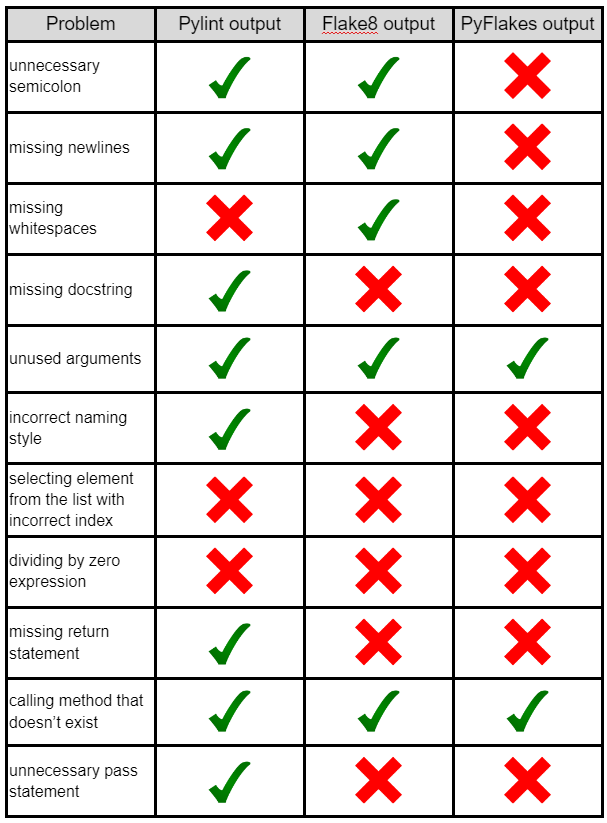 Problem
Pylint output
Flake8 output
PyFlakes output
unnecessary
semicolon
missing newlines
missing
whitespaces
missing docstring
unused arguments
incorrect naming
style
selecting element
from the list with
incorrect index
dividing by zero
expression
missing return
statement
calling method that
doesn’t exist
unnecessary pass
statement